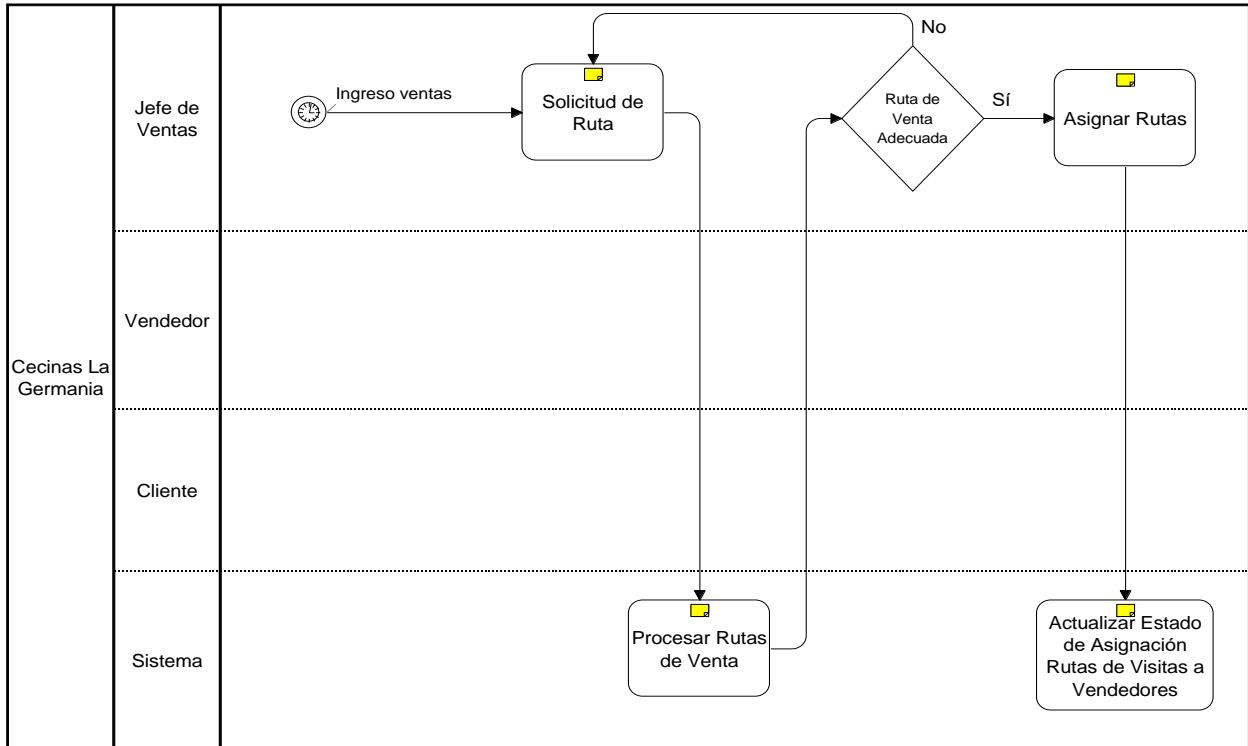 Cecinas La
Germania
Jefe de
Ventas
Ingreso ventas
Solicitud de
Ruta
No
Ruta de
Venta
Adecuada
Sí
Asignar Rutas
Vendedor
Cliente
Sistema
Procesar Rutas
de Venta
Actualizar Estado
de Asignación
Rutas de Visitas a
Vendedores